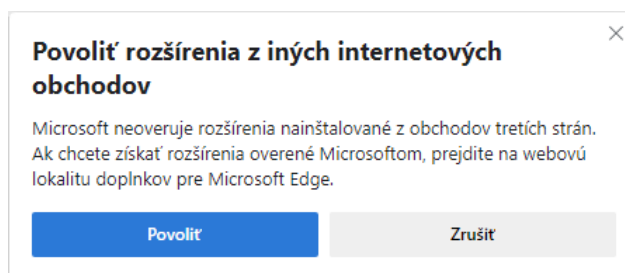 Povoliť rozšírenia z iných internetových
obchodov
Microsoft neoveruje rozšírenia nainštalované z obchodov tretích strán.
Ak chcete získať rozšírenia overené Microsoftom, prejdite na webovú
lokalitu doplnkov pre Microsoft Edge.
Povoliť
Zrušiť